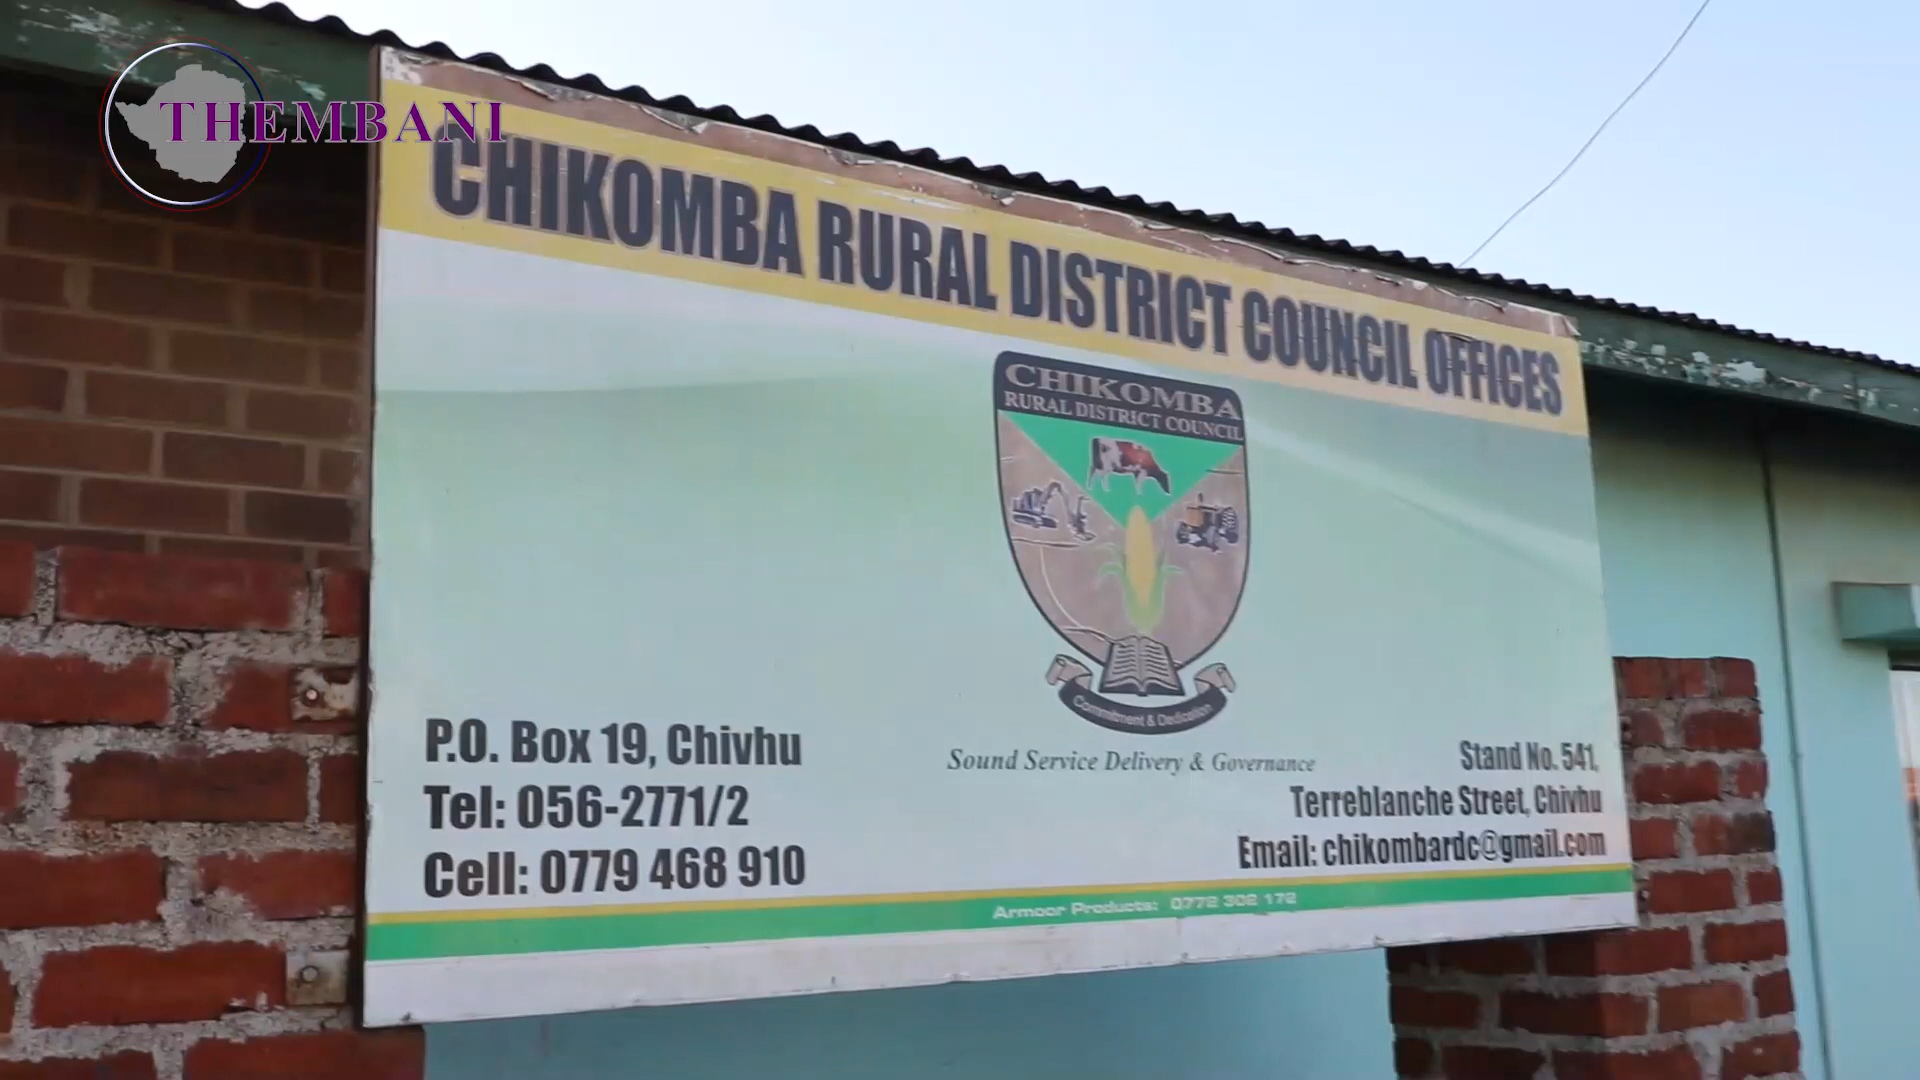 THEMBANI
CHIKOMBA RURAL DISTRICT COUNCIL OFFICES
CHIKOMBA
RURAL DISTRICT COUNCIL
Commitment & Dedication
Sound Service Delivery & Governance
P.O. Box 19, Chivhu
Tel: 056-2771/2
Cell: 0779 468 910
Stand No. 541,
Terreblanche Street, Chivhu
Email: chikombardc@gmail.com
Armoor Products: 0772 302 172